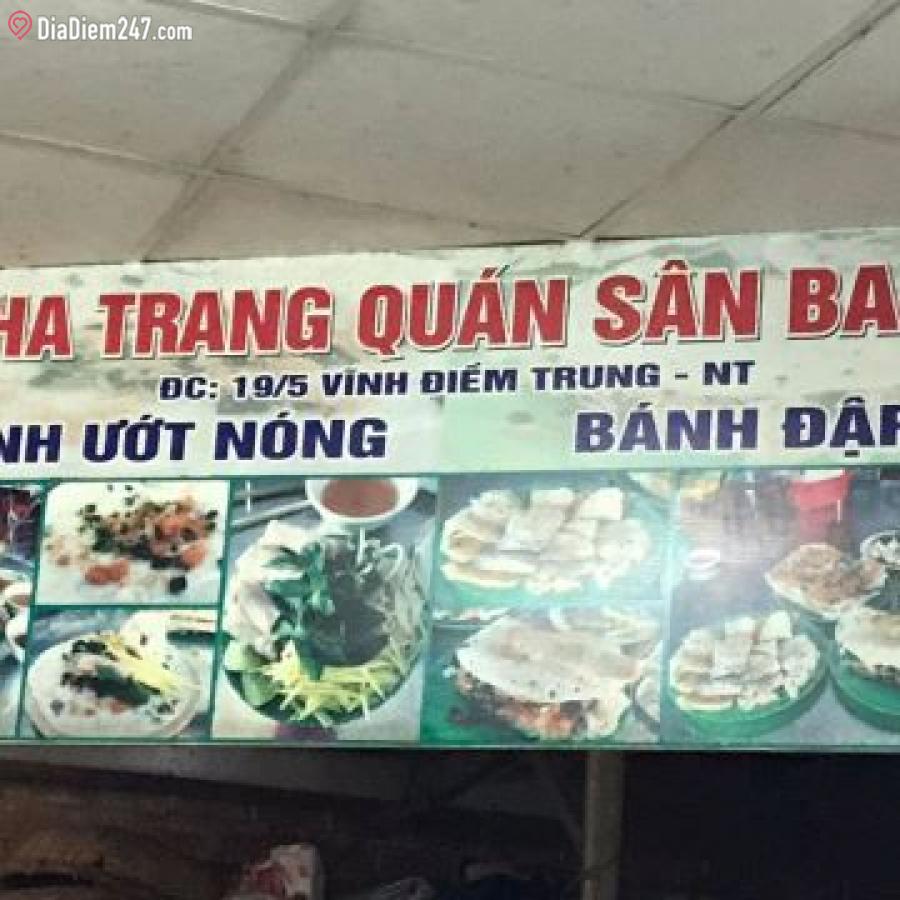 DiaDiem247.com
HA TRANG QUÁN SÂN BA
ĐC: 19/5 VĨNH ĐIỀM TRUNG - NT
NH ƯỚT NÓNG BÁNH ĐẬP